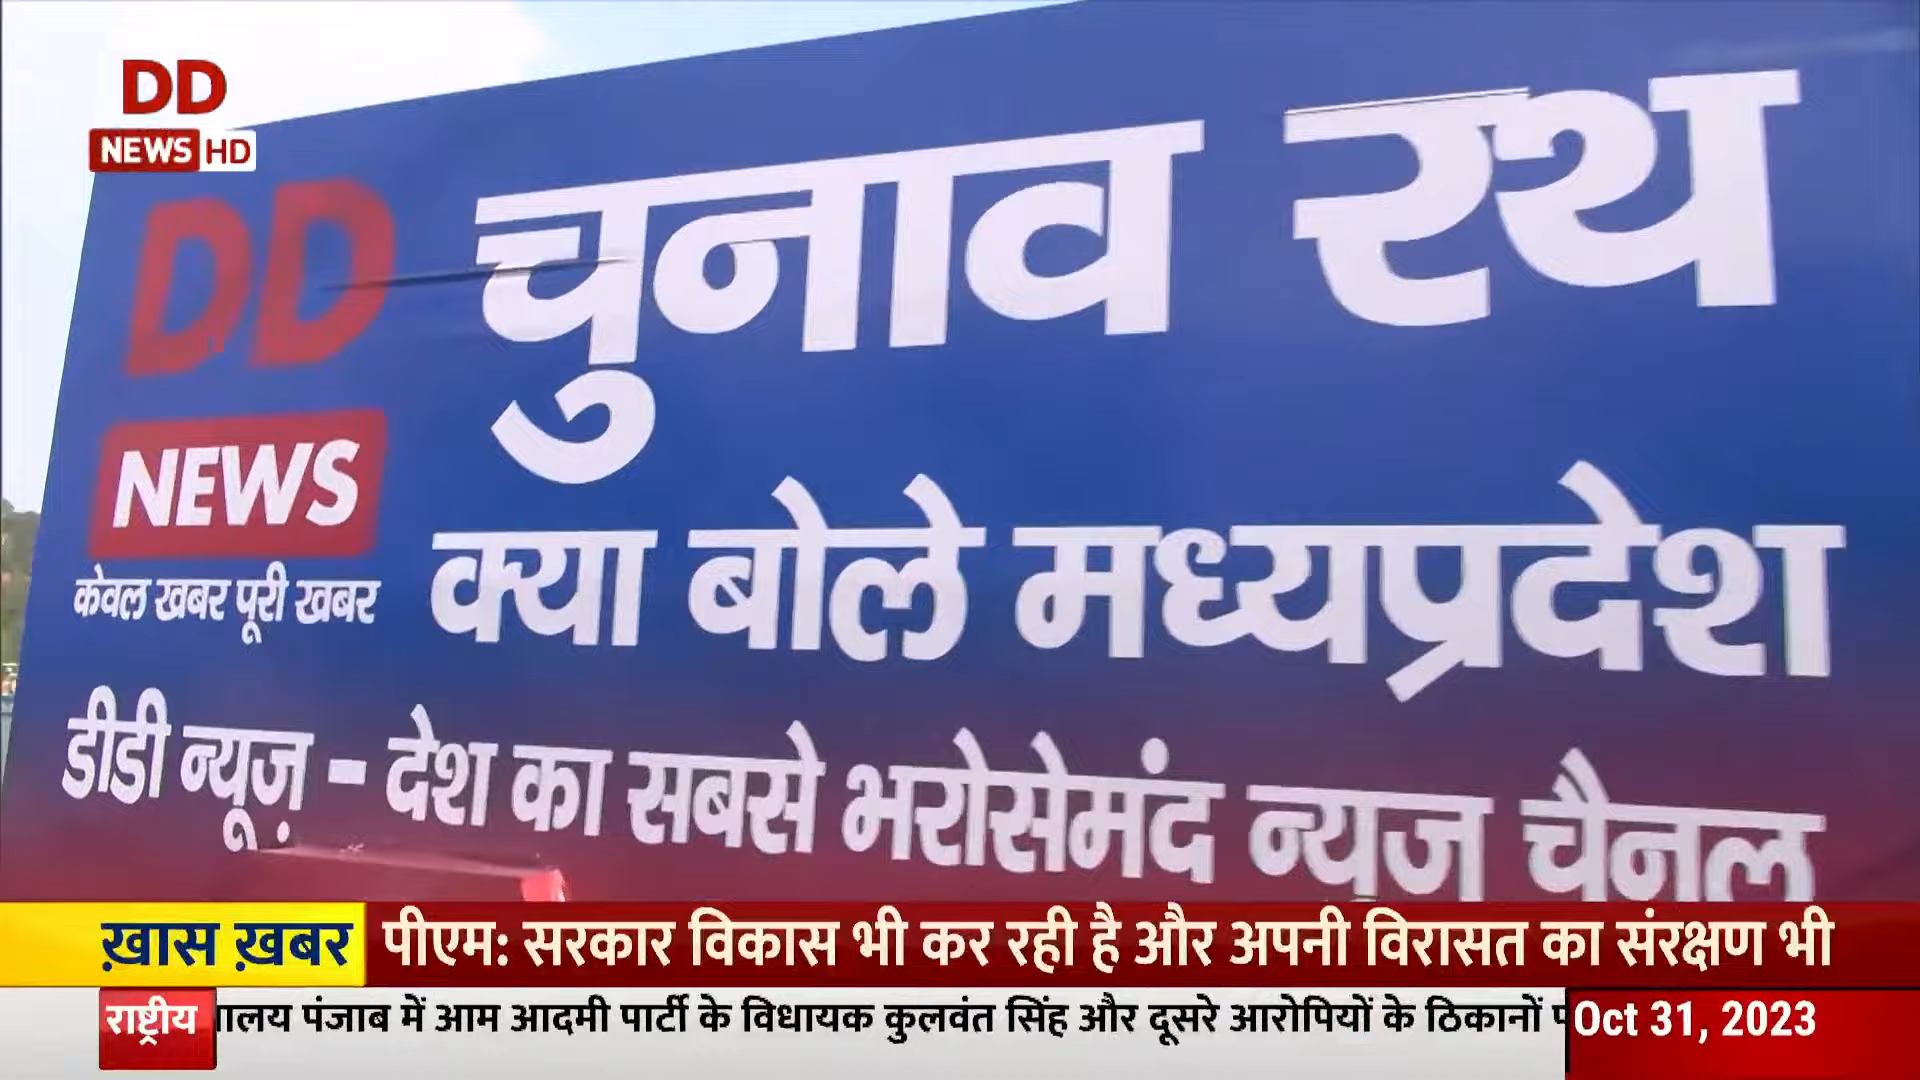 DD
NEWS HD
DD
NEWS
केवल खबर पूरी खबर
चुनाव रथ
क्या बोले मध्यप्रदेश
डीडी न्यूज़ - देश का सबसे भरोसेमंद न्यूज चैनल
ख़ास ख़बर
पीएम: सरकार विकास भी कर रही है और अपनी विरासत का संरक्षण भी
राष्ट्रीय
पंजाब में आम आदमी पार्टी के विधायक कुलवंत सिंह और दूसरे आरोपियों के ठिकानों
Oct 31, 2023